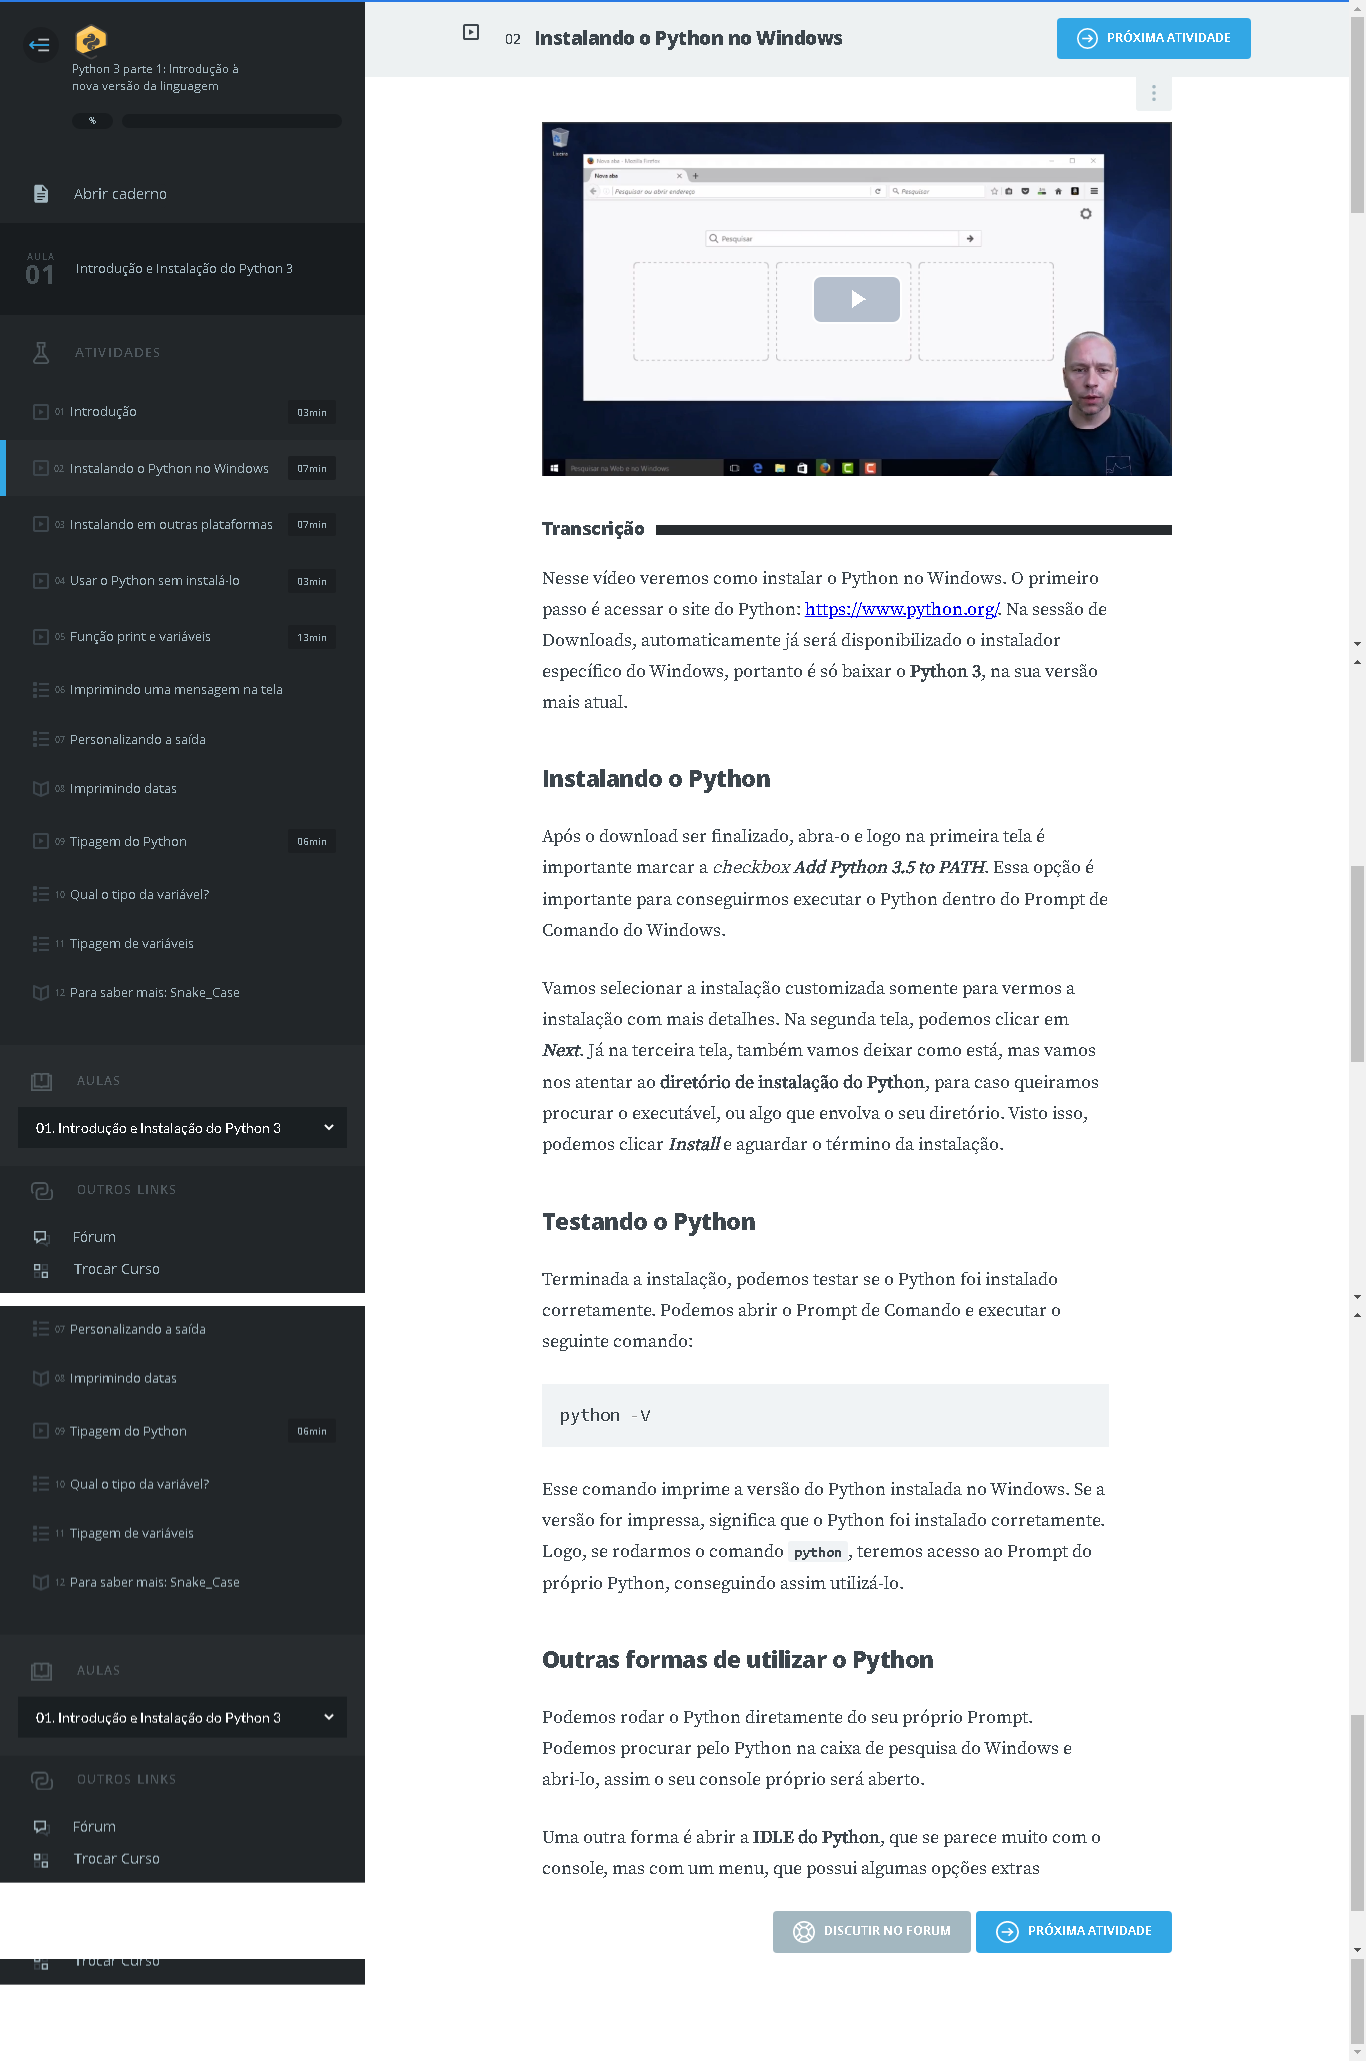 Python 3 parte 1: Introdução à
nova versão da linguagem
%
Abrir caderno
AULA
01
Introdução e Instalação do Python 3
ATIVIDADES
01 Introdução 03min
02 Instalando o Python no Windows 07min
03 Instalando em outras plataformas 07min
04 Usar o Python sem instalá-lo 03min
05 Função print e variáveis 13min
06 Imprimindo uma mensagem na tela
07 Personalizando a saída
08 Imprimindo datas
09 Tipagem do Python 06min
10 Qual o tipo da variável?
11 Tipagem de variáveis
12 Para saber mais: Snake_Case
AULAS
01. Introdução e Instalação do Python 3
OUTROS LINKS
Fórum
Trocar Curso
07 Personalizando a saída
08 Imprimindo datas
09 Tipagem do Python 06min
10 Qual o tipo da variável?
11 Tipagem de variáveis
12 Para saber mais: Snake_Case
AULAS
01. Introdução e Instalação do Python 3
OUTROS LINKS
Fórum
Trocar Curso
Trocar Curso
02 Instalando o Python no Windows
PRÓXIMA ATIVIDADE
Lixeira
Nova aba - Mozilla Firefox
Nova aba
Pesquisar ou abrir endereço
Pesquisar
Pesquisar
Pesquisar na Web e no Windows
Transcrição
Nesse vídeo veremos como instalar o Python no Windows. O primeiro
passo é acessar o site do Python: https://www.python.org/. Na sessão de
Downloads, automaticamente já será disponibilizado o instalador
específico do Windows, portanto é só baixar o Python 3, na sua versão
mais atual.
Instalando o Python
Após o download ser finalizado, abra-o e logo na primeira tela é
importante marcar a checkbox Add Python 3.5 to PATH. Essa opção é
importante para conseguirmos executar o Python dentro do Prompt de
Comando do Windows.
Vamos selecionar a instalação customizada somente para vermos a
instalação com mais detalhes. Na segunda tela, podemos clicar em
Next. Já na terceira tela, também vamos deixar como está, mas vamos
nos atentar ao diretório de instalação do Python, para caso queiramos
procurar o executável, ou algo que envolva o seu diretório. Visto isso,
podemos clicar Install e aguardar o término da instalação.
Testando o Python
Terminada a instalação, podemos testar se o Python foi instalado
corretamente. Podemos abrir o Prompt de Comando e executar o
seguinte comando:
python -V
Esse comando imprime a versão do Python instalada no Windows. Se a
versão for impressa, significa que o Python foi instalado corretamente.
Logo, se rodarmos o comando python, teremos acesso ao Prompt do
próprio Python, conseguindo assim utilizá-lo.
Outras formas de utilizar o Python
Podemos rodar o Python diretamente do seu próprio Prompt.
Podemos procurar pelo Python na caixa de pesquisa do Windows e
abri-lo, assim o seu console próprio será aberto.
Uma outra forma é abrir a IDLE do Python, que se parece muito com o
console, mas com um menu, que possui algumas opções extras
DISCUTIR NO FORUM
PRÓXIMA ATIVIDADE